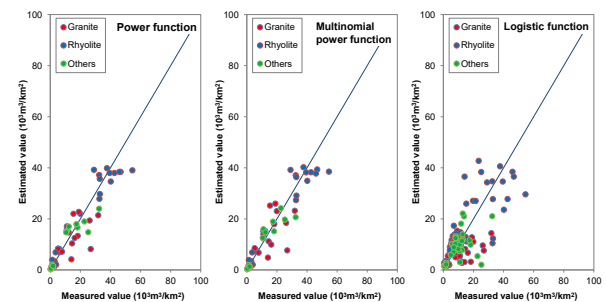 Power function
Granite
Rhyolite
Others
Estimated value (10³m³/km²)
100
80
60
40
20
0
0 20 40 60 80 100
Measured value (10³m³/km²)
Multinomial
power function
Granite
Rhyolite
Others
Estimated value (10³m³/km²)
100
80
60
40
20
0
0 20 40 60 80 100
Measured value (10³m³/km²)
Logistic function
Granite
Rhyolite
Others
Estimated value (10³m³/km²)
100
80
60
40
20
0
0 20 40 60 80 100
Measured value (10³m³/km²)